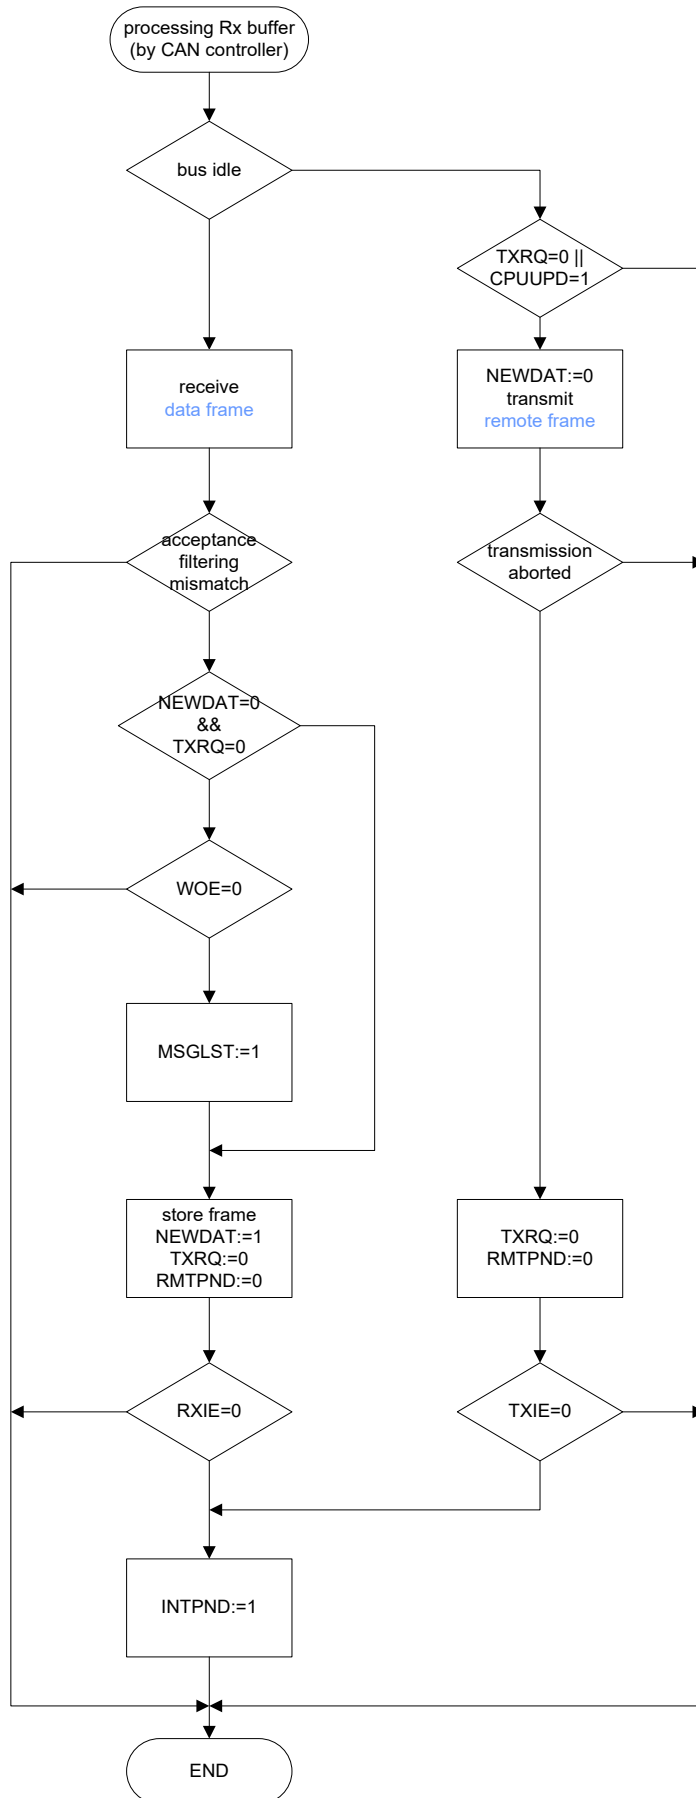 processing Rx buffer
(by CAN controller)
bus idle
TXRQ=0 ||
CPUUPD=1
receive
data frame
NEWDAT:=0
transmit
remote frame
acceptance
filtering
mismatch
transmission
aborted
NEWDAT=0
&&
TXRQ=0
WOE=0
MSGLST:=1
store frame
NEWDAT:=1
TXRQ:=0
RMTPND:=0
TXRQ:=0
RMTPND:=0
RXIE=0
TXIE=0
INTPND:=1
END